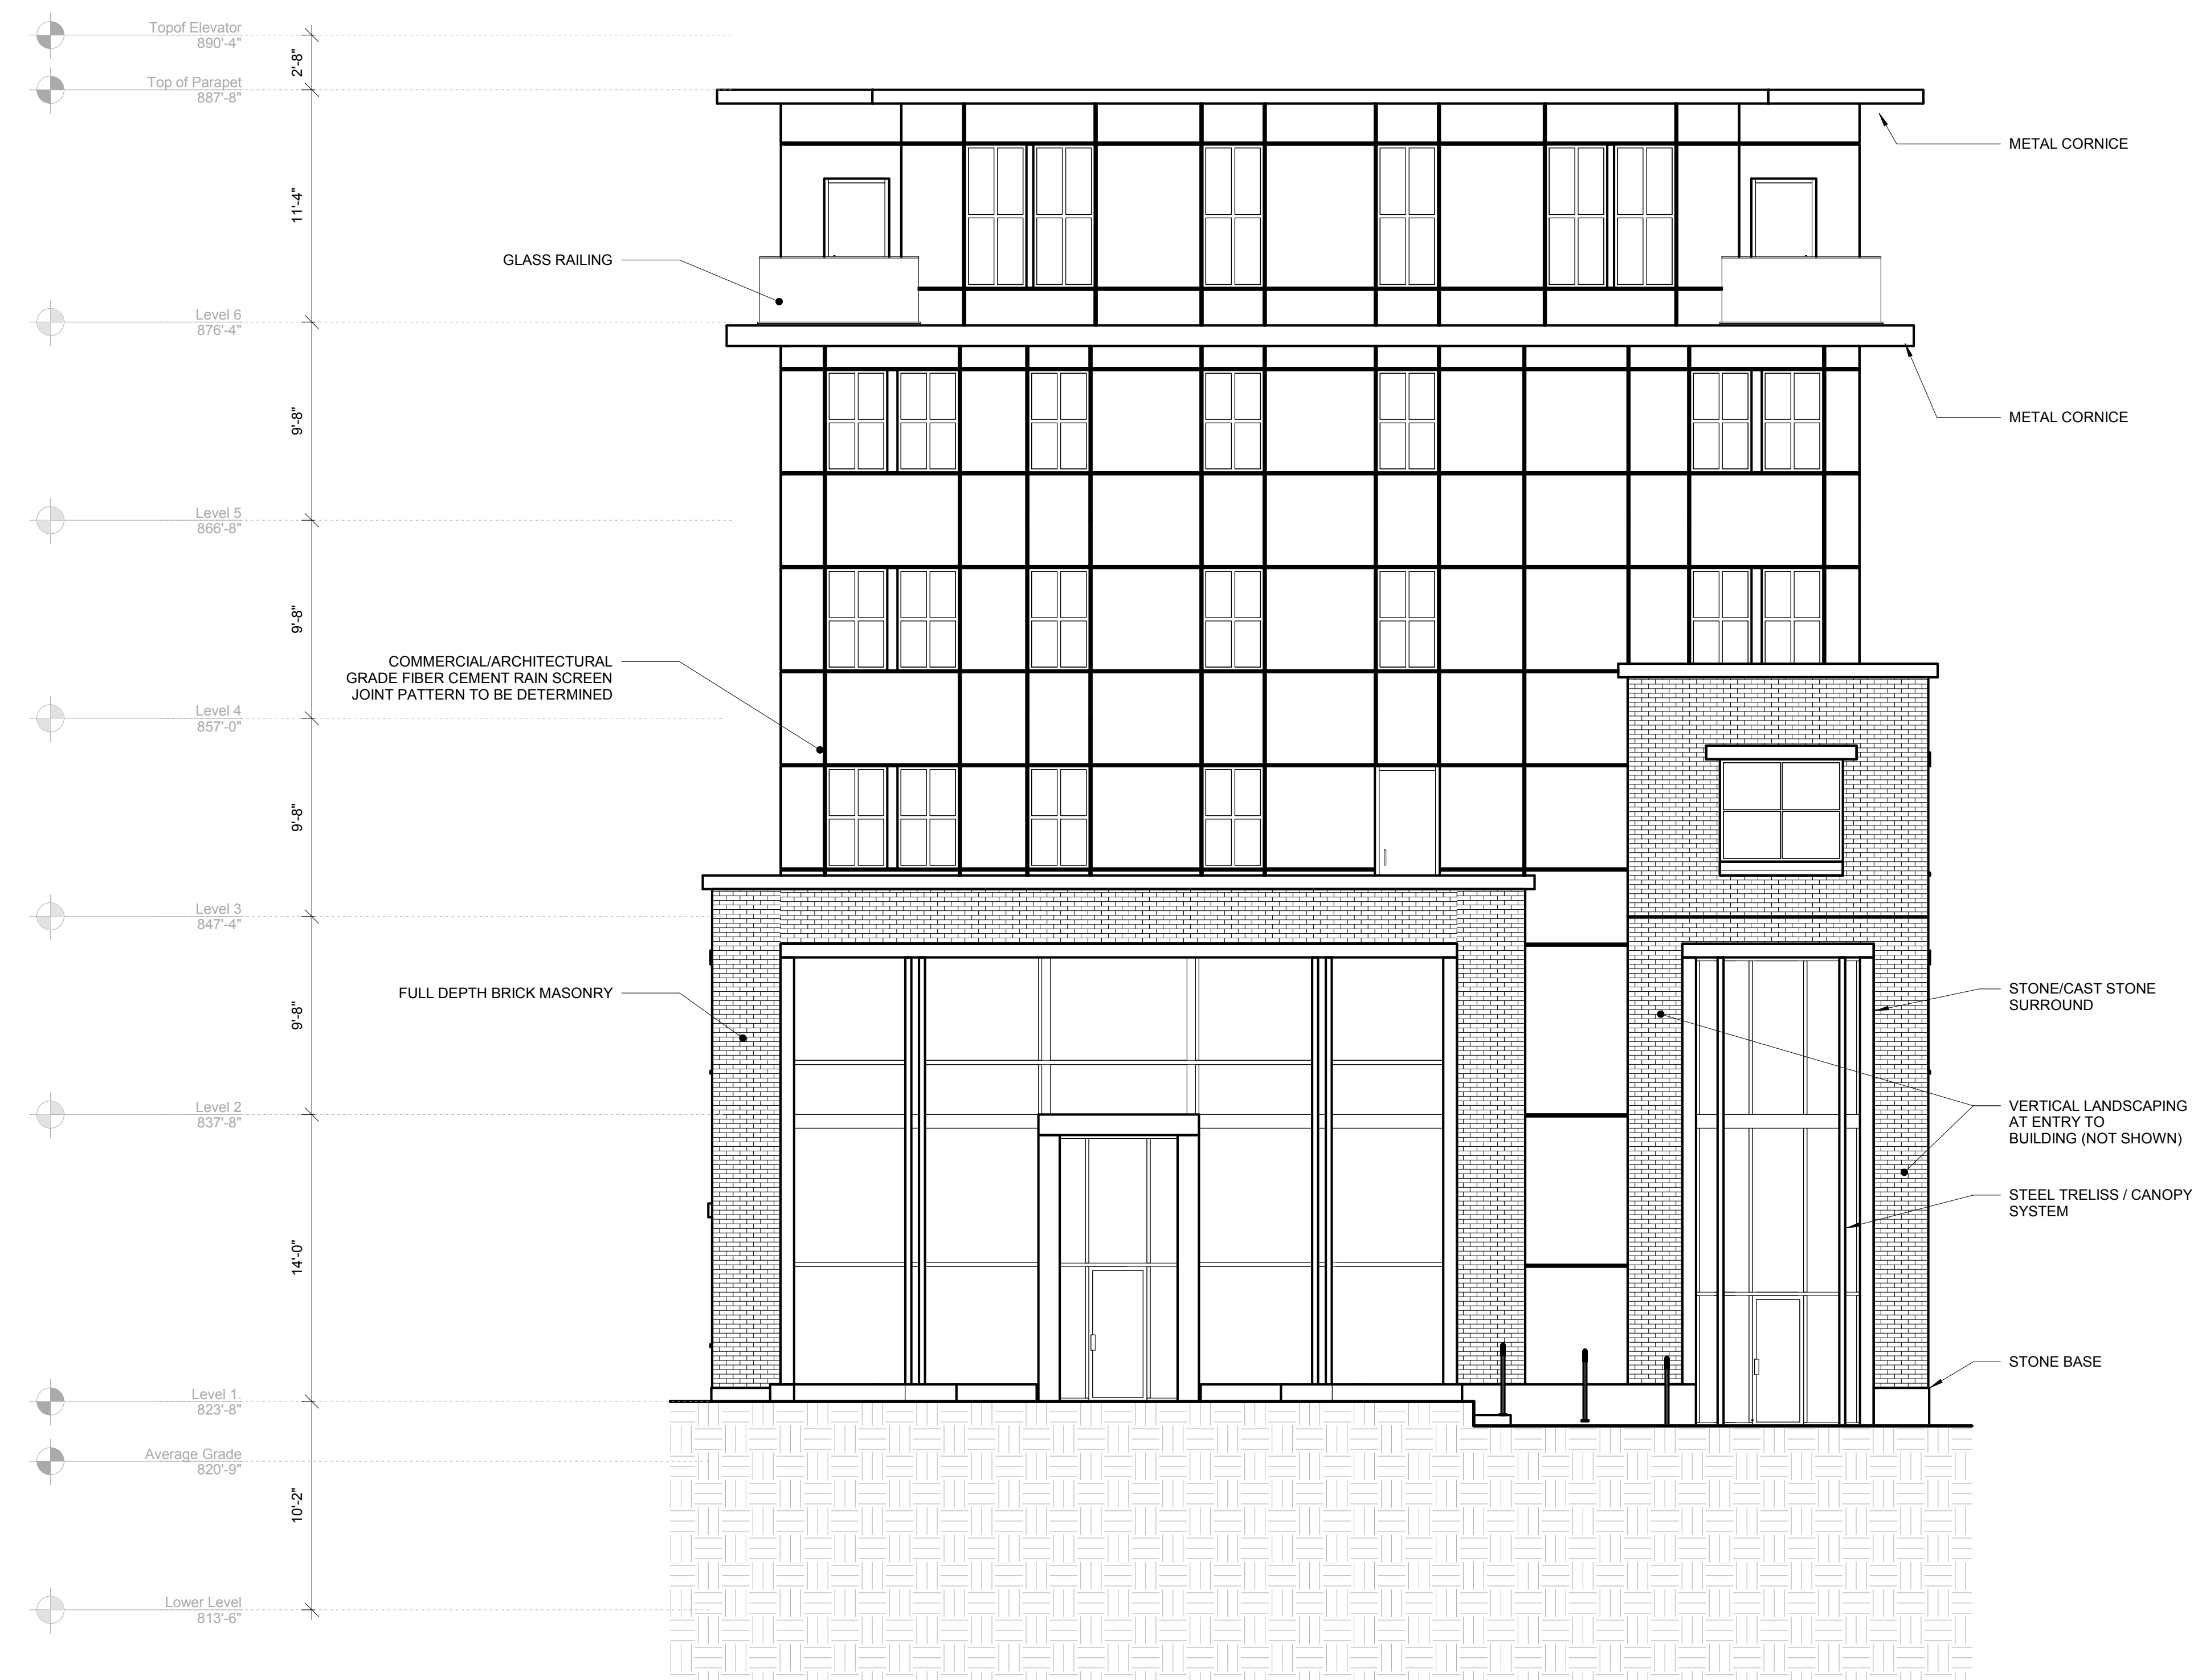 Topof Elevator
890'-4"
2'-8"
Top of Parapet
887'-8"
METAL CORNICE
11'-4"
GLASS RAILING
Level 6
876'-4"
METAL CORNICE
9'-8"
Level 5
866'-8"
9'-8"
COMMERCIAL/ARCHITECTURAL
GRADE FIBER CEMENT RAIN SCREEN
JOINT PATTERN TO BE DETERMINED
Level 4
857'-0"
9'-8"
Level 3
847'-4"
FULL DEPTH BRICK MASONRY
STONE/CAST STONE
SURROUND
9'-8"
Level 2
837'-8"
VERTICAL LANDSCAPING
AT ENTRY TO
BUILDING (NOT SHOWN)
STEEL TRELISS / CANOPY
SYSTEM
14'-0"
STONE BASE
Level 1.
823'-8"
Average Grade
820'-9"
10'-2"
Lower Level
813'-6"